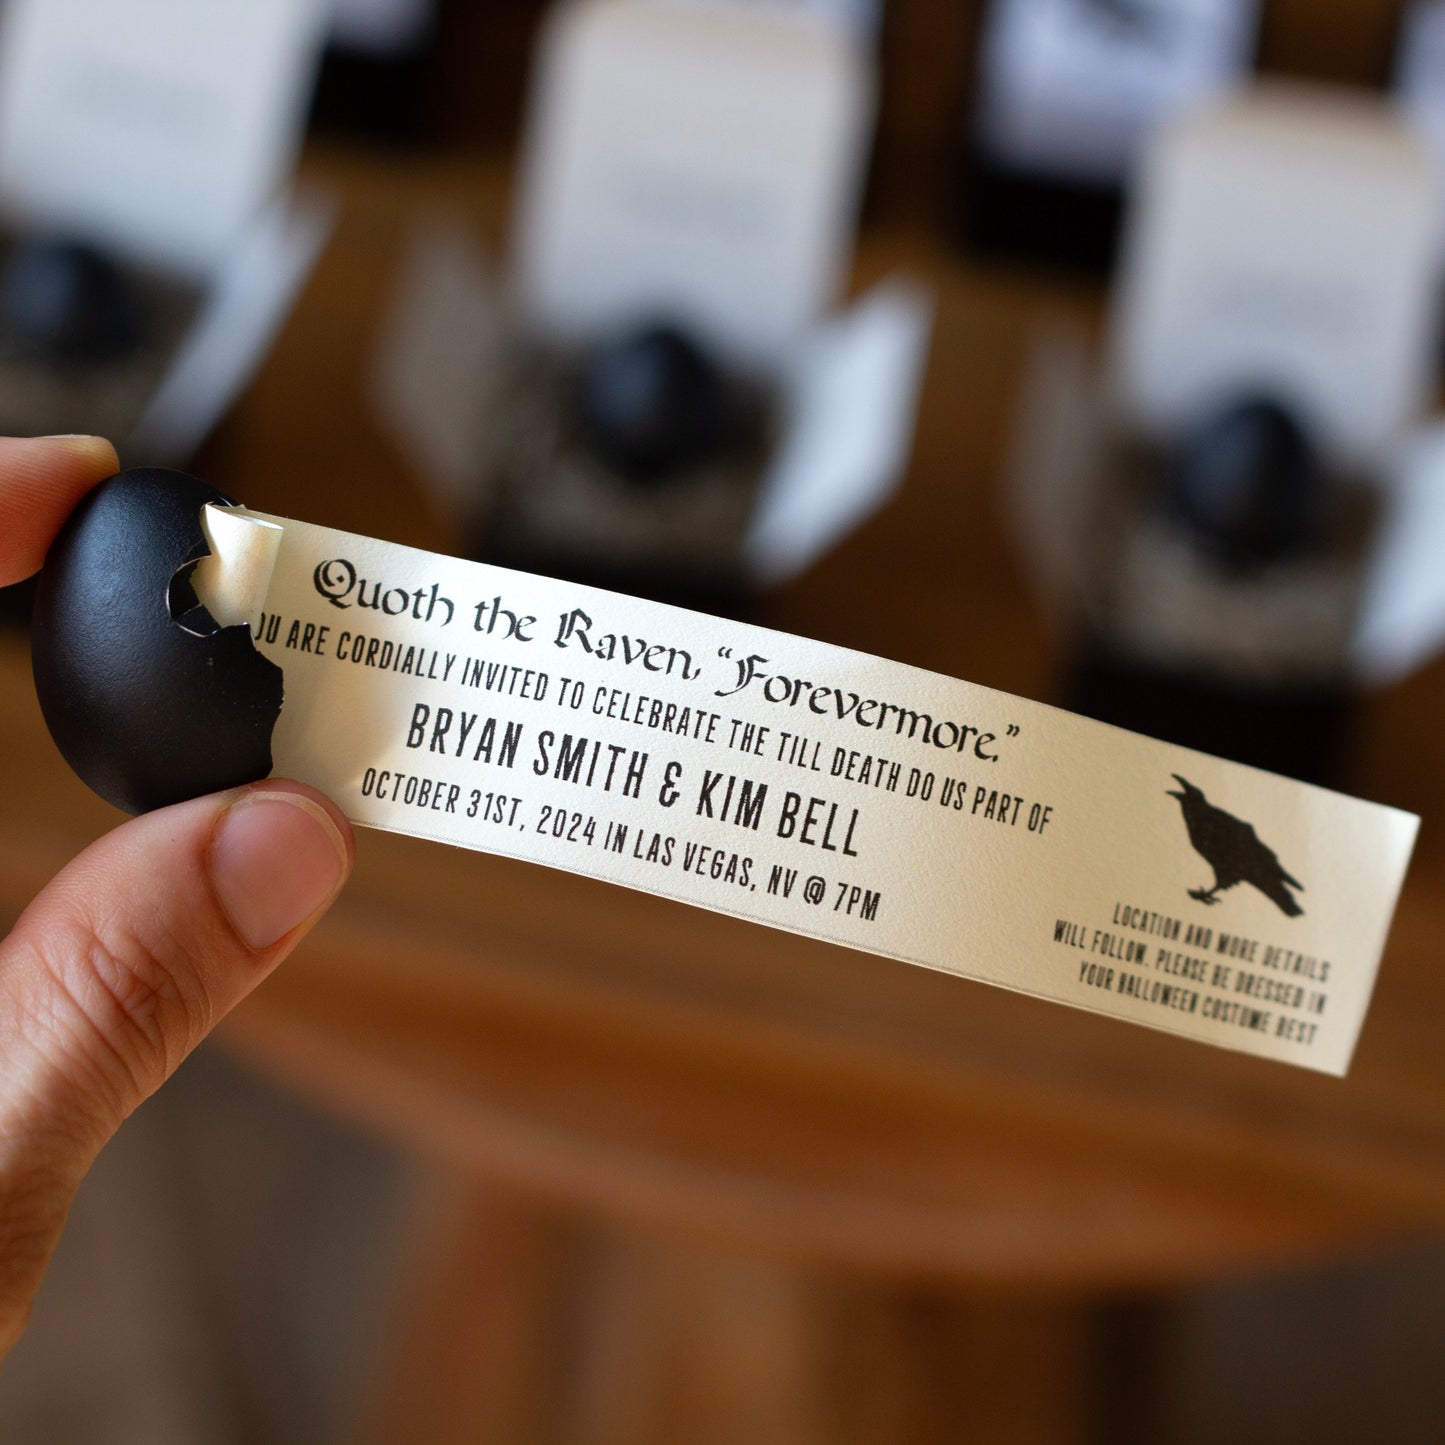 Quoth the Raven, “Forevermore.”
OU ARE CORDIALLY INVITED TO CELEBRATE THE TILL DEATH DO US PART OF
BRYAN SMITH & KIM BELL
OCTOBER 31ST, 2024 IN LAS VEGAS, NV @ 7PM
LOCATION AND MORE DETAILS
WILL FOLLOW. PLEASE BE DRESSED IN
YOUR HALLOWEEN COSTUME BEST